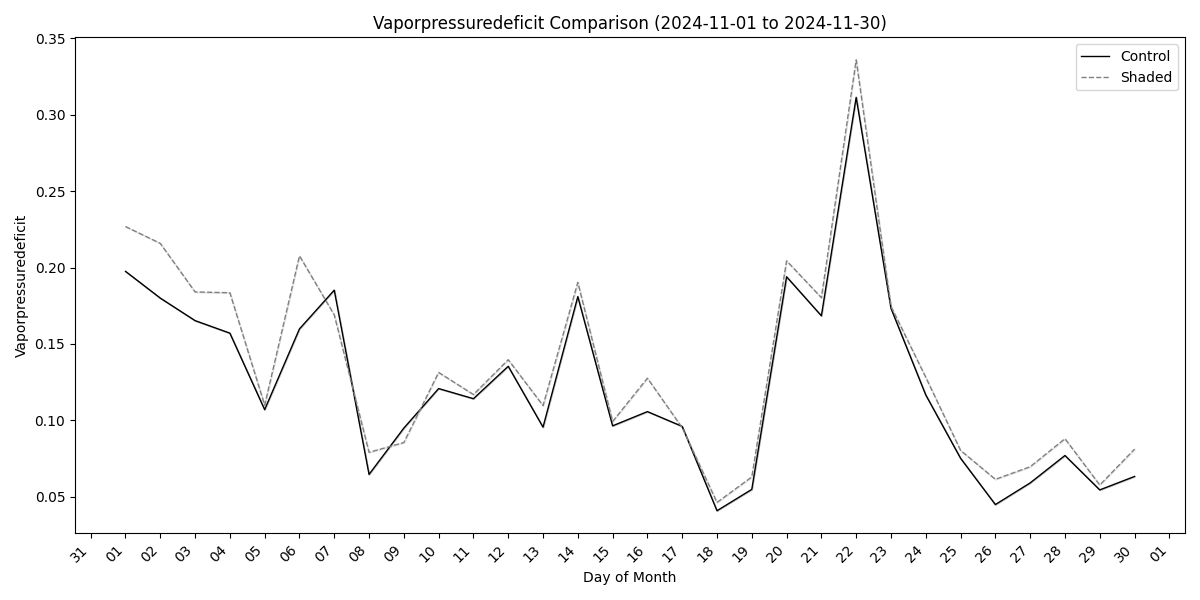 Vaporpressuredeficit Comparison (2024-11-01 to 2024-11-30)
Control
Shaded
Vaporpressuredeficit
0.35
0.30
0.25
0.20
0.15
0.10
0.05
31 01 02 03 04 05 06 07 08 09 10 11 12 13 14 15 16 17 18 19 20 21 22 23 24 25 26 27 28 29 30 01
Day of Month